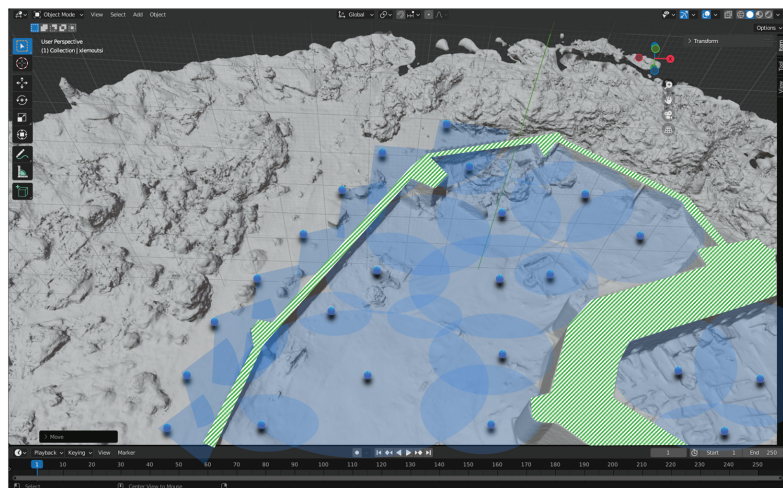 Object Mode View Select Add Object Global
Options
User Perspective
(1) Collection | xlemoutsi
Transform
Move
Playback Keying View Marker 1 Start 1 End 250
1 10 20 30 40 50 60 70 80 90 100 110 120 130 140 150 160 170 180 190 200 210 220 230 240 250
Select Center View to Mouse